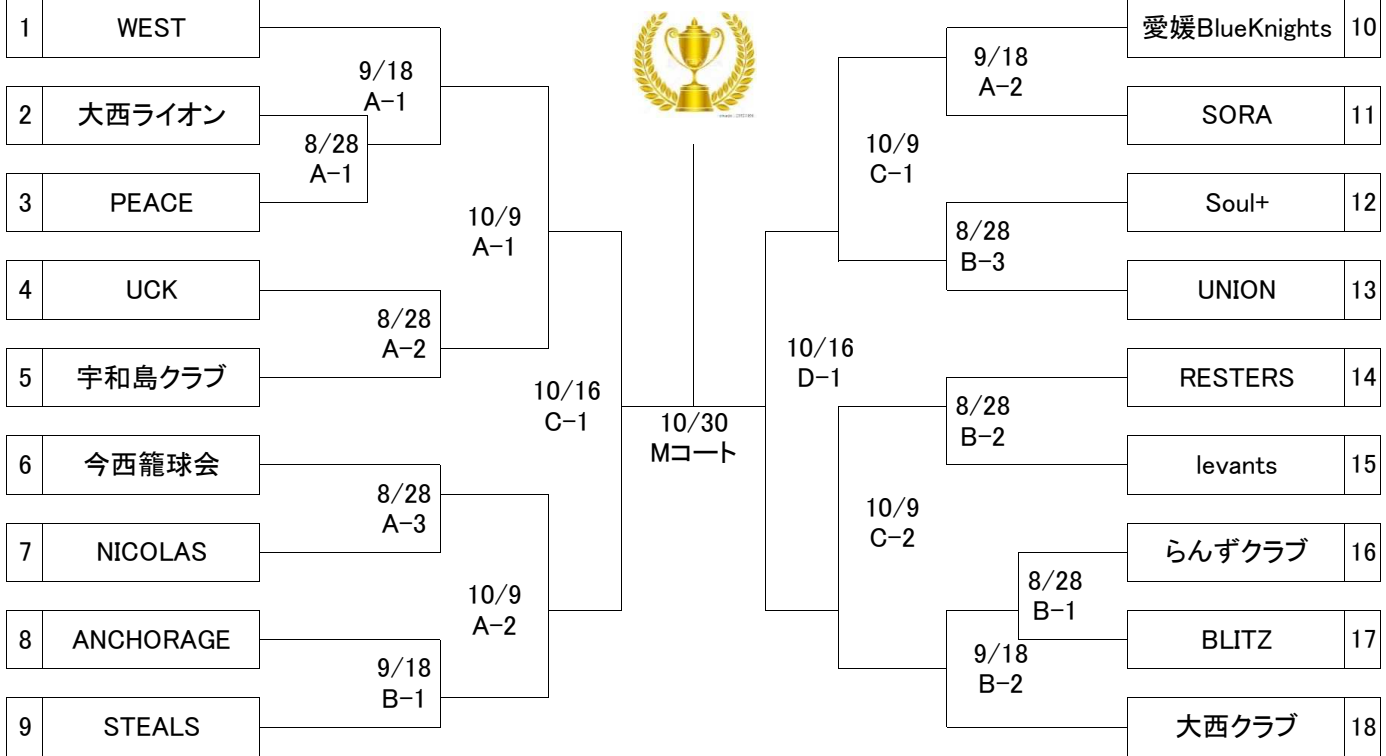 1 WEST
9/18
A-1
2 大西ライオン
8/28
A-1
3 PEACE
10/9
A-1
4 UCK
8/28
A-2
5 宇和島クラブ
10/16
C-1
6 今西籠球会
8/28
A-3
7 NICOLAS
10/9
A-2
8 ANCHORAGE
9/18
B-1
9 STEALS
10/30
Mコート
愛媛BlueKnights 10
9/18
A-2
SORA 11
10/9
C-1
Soul+ 12
8/28
B-3
UNION 13
10/16
D-1
RESTERS 14
8/28
B-2
levants 15
10/9
C-2
らんずクラブ 16
8/28
B-1
BLITZ 17
9/18
B-2
大西クラブ 18